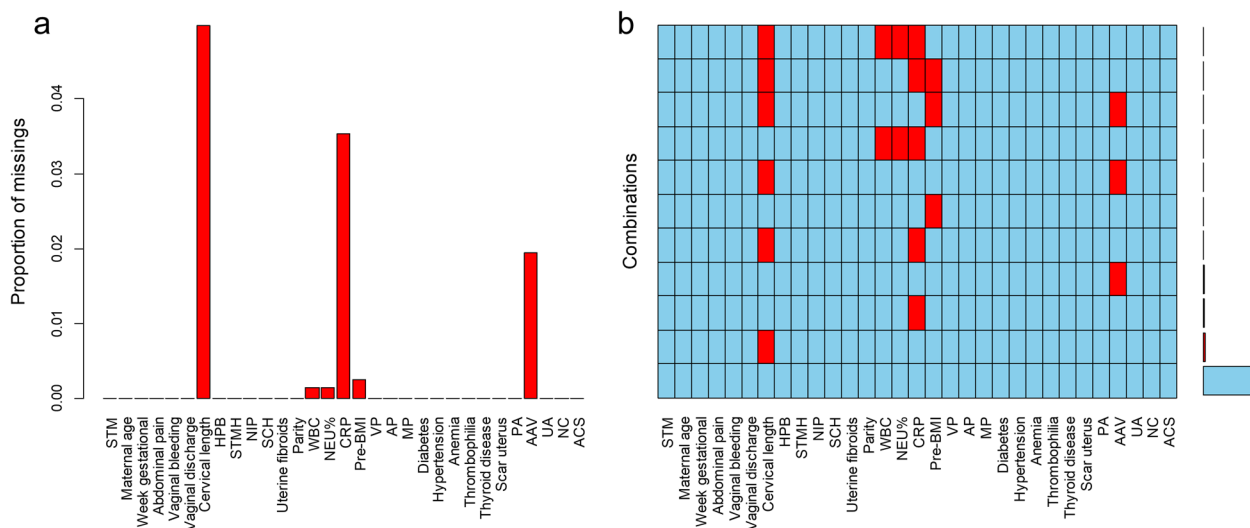 a
Proportion of missings
0.04
0.03
0.02
0.01
0.00
STM
Maternal age
Week gestational
Abdominal pain
Vaginal bleeding
Vaginal discharge
Cervical length
HPB
STMH
NIP
SCH
Uterine fibroids
Parity
WBC
NEU%
CRP
Pre-BMI
VP
AP
MP
Diabetes
Hypertension
Anemia
Thrombophilia
Thyroid disease
Scar uterus
PA
AAV
UA
NC
ACS
b
Combinations
STM
Maternal age
Week gestational
Abdominal pain
Vaginal bleeding
Vaginal discharge
Cervical length
HPB
STMH
NIP
SCH
Uterine fibroids
Parity
WBC
NEU%
CRP
Pre-BMI
VP
AP
MP
Diabetes
Hypertension
Anemia
Thrombophilia
Thyroid disease
Scar uterus
PA
AAV
UA
NC
ACS